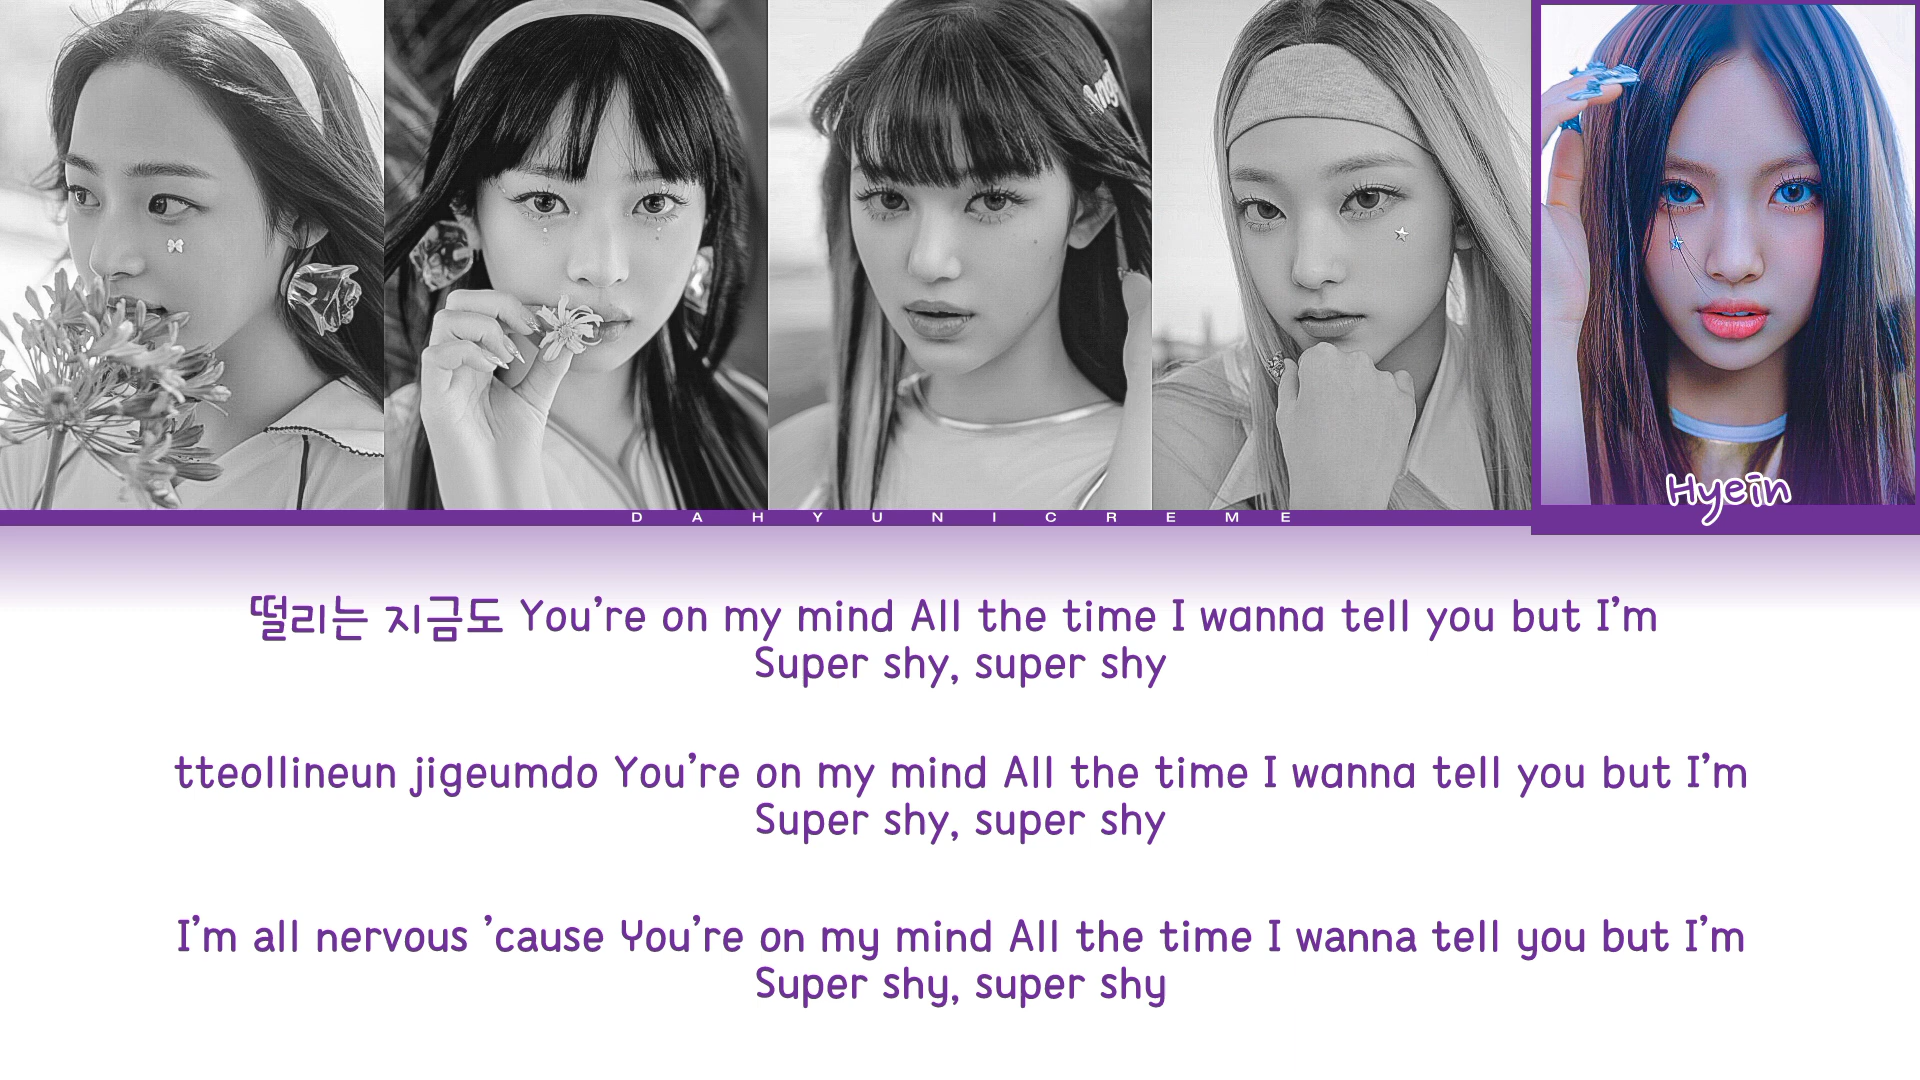 Angel
Hyein
DAHYUNICREME
떨리는 지금도 You’re on my mind All the time I wanna tell you but I’m
Super shy, super shy
tteollineun jigeumdo You’re on my mind All the time I wanna tell you but I’m
Super shy, super shy
I’m all nervous ’cause You’re on my mind All the time I wanna tell you but I’m
Super shy, super shy